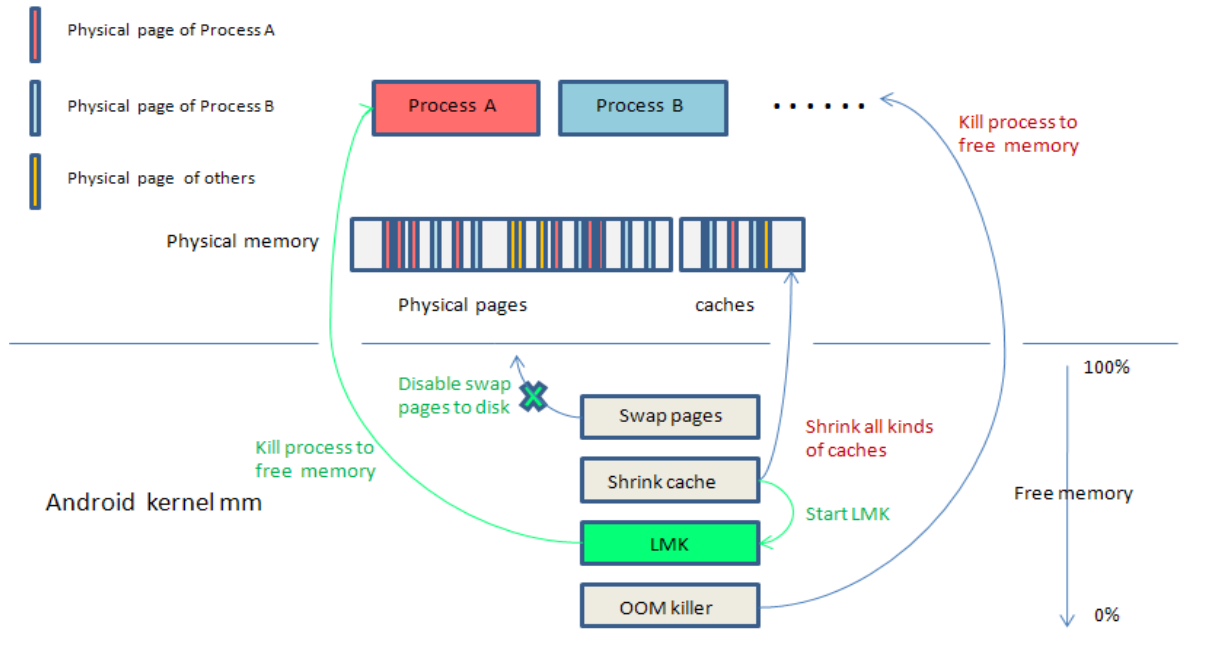 Physical page of Process A
Physical page of Process B
Physical page of others
Process A
Process B
......
Kill process to
free memory
Physical memory
Physical pages
caches
100%
Disable swap
pages to disk
Swap pages
Shrink all kinds
of caches
Kill process to
free memory
Shrink cache
Android kernel mm
Free memory
Start LMK
LMK
OOM killer
0%